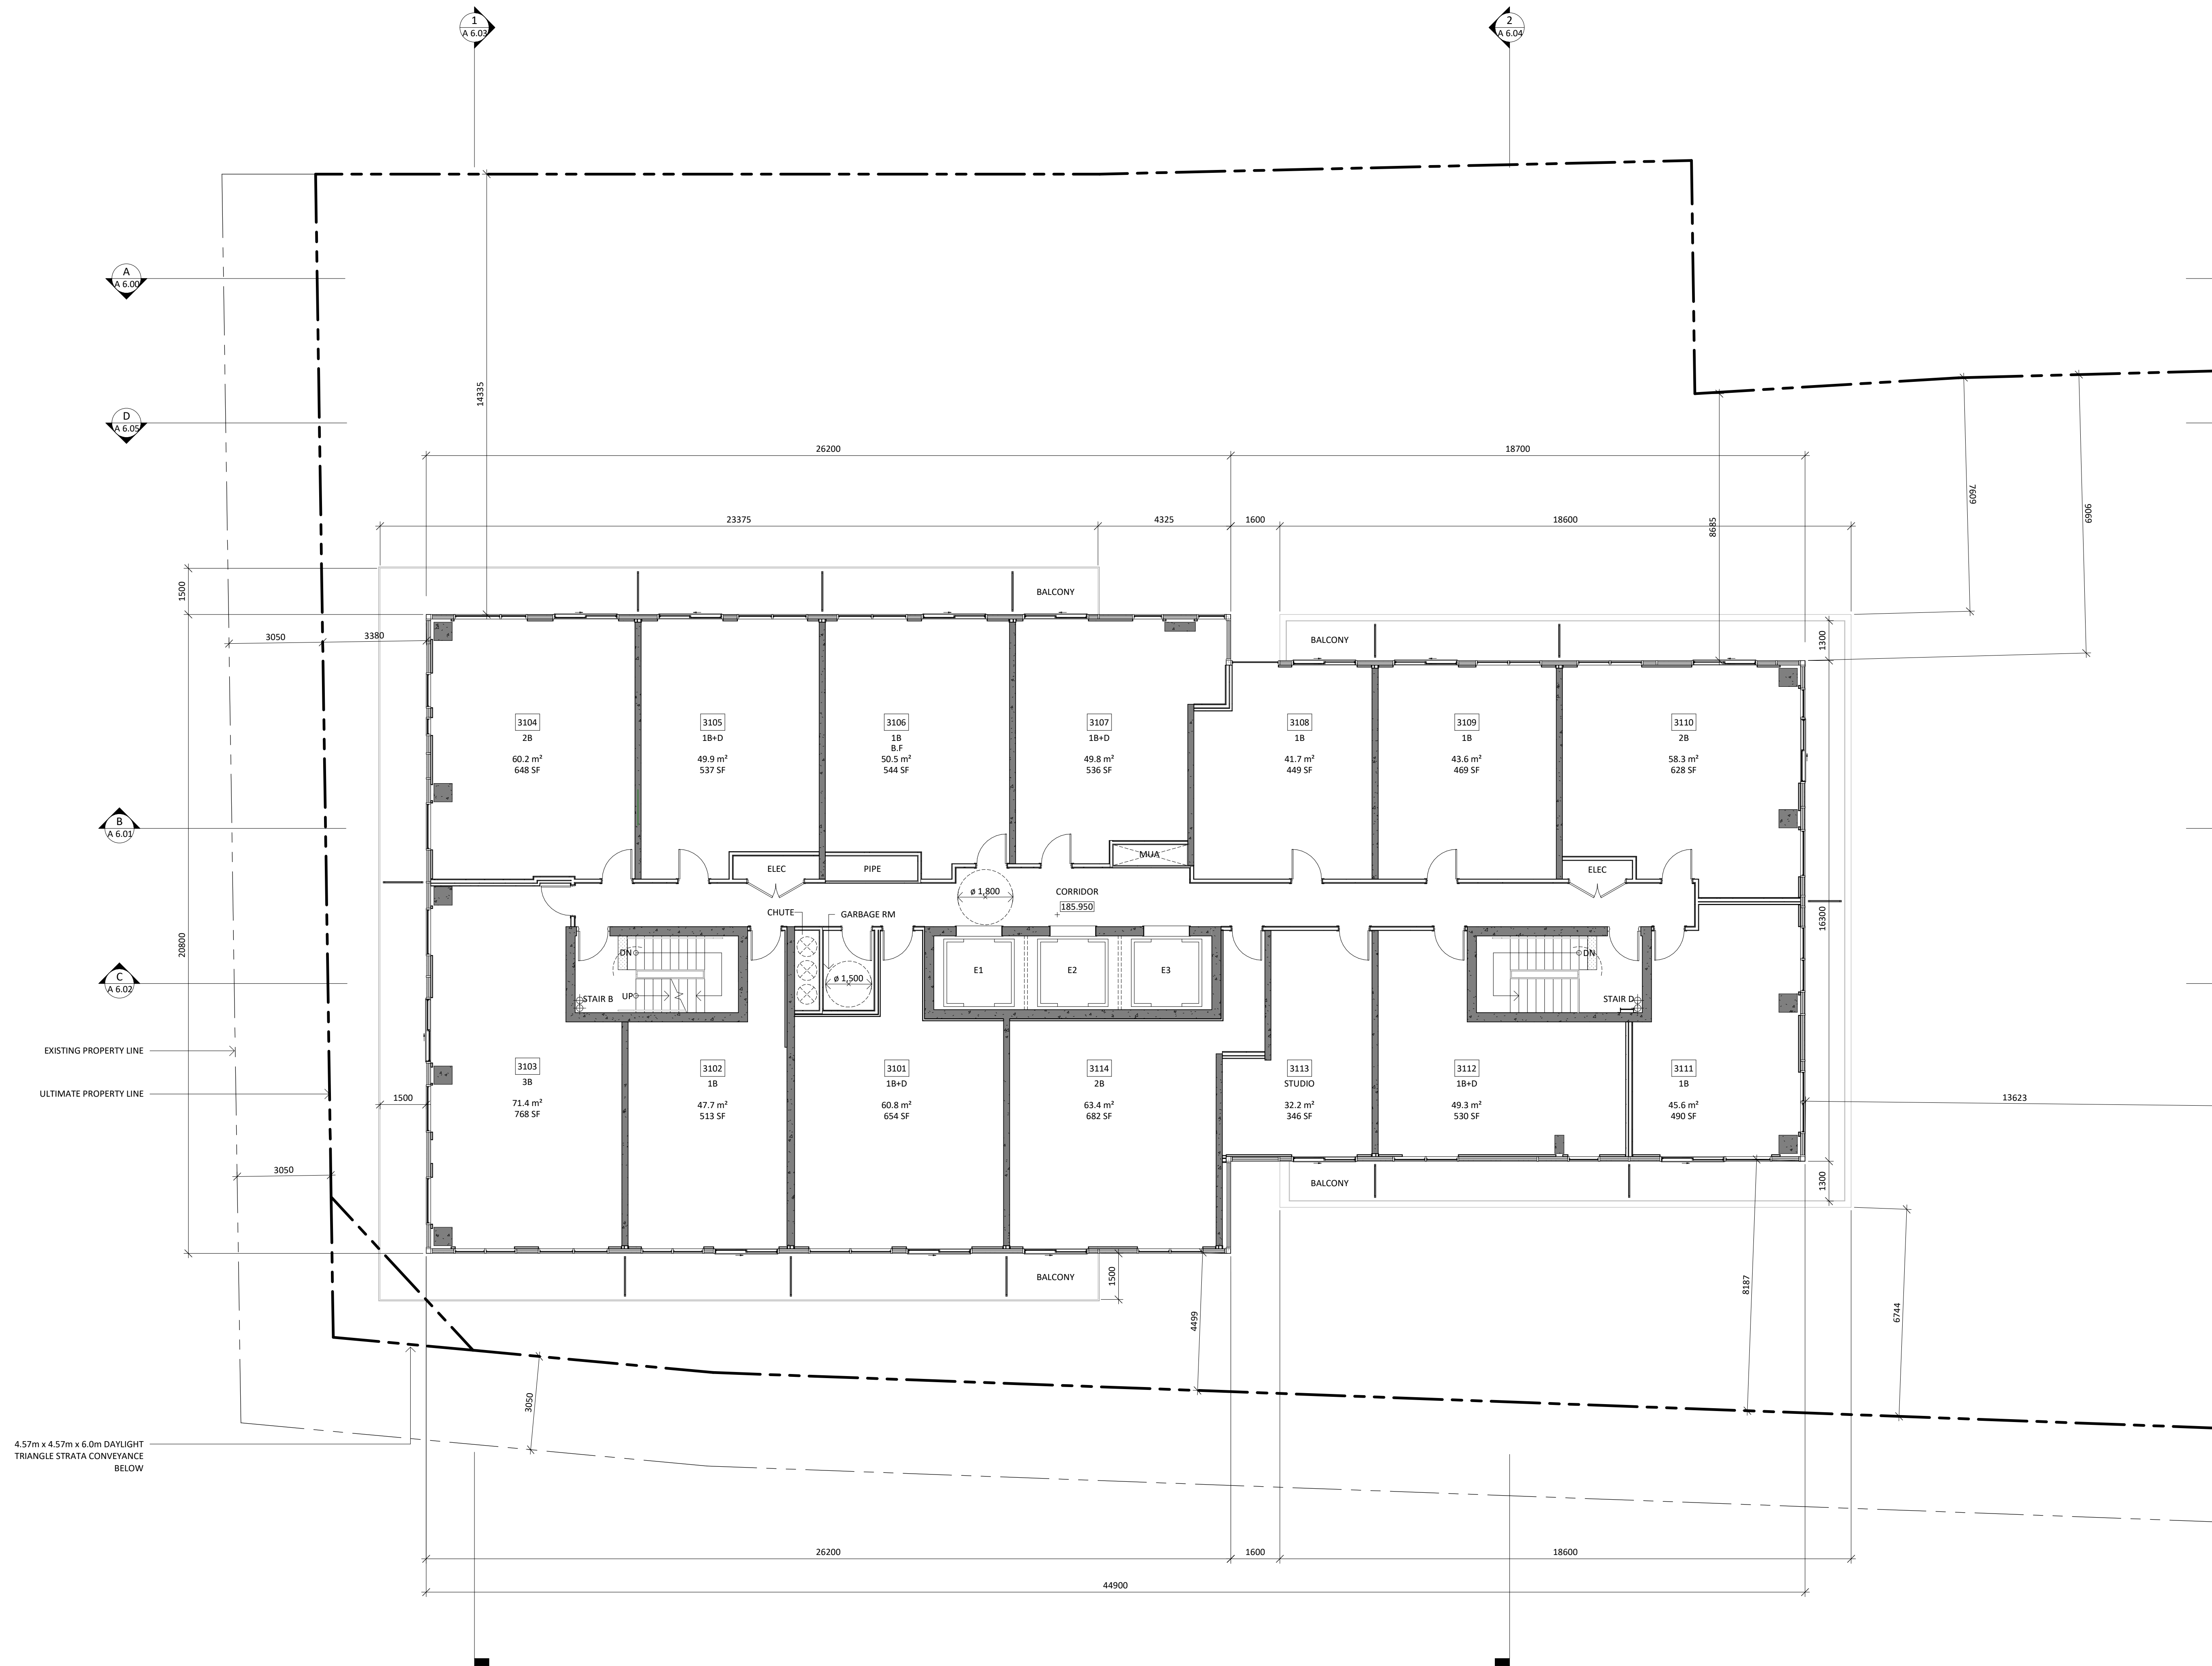 1
A 6.03
2
A 6.04
A
A 6.00
D
A 6.05
14335
26200
18700
7609
6906
8685
23375
4325
1600
18600
1500
BALCONY
3050
3380
BALCONY
1300
3104
2B
60.2 m²
648 SF
3105
1B+D
49.9 m²
537 SF
3106
1B
B.F
50.5 m²
544 SF
3107
1B+D
49.8 m²
536 SF
3108
1B
41.7 m²
449 SF
3109
1B
43.6 m²
469 SF
3110
2B
58.3 m²
628 SF
B
A 6.01
ELEC
PIPE
MUA
ELEC
ø 1,800
CORRIDOR
185.950
CHUTE
GARBAGE RM
16300
20800
C
A 6.02
DN
UP
STAIR B
ø 1,500
E1
E2
E3
DN
STAIR D
EXISTING PROPERTY LINE
ULTIMATE PROPERTY LINE
3103
3B
71.4 m²
768 SF
3102
1B
47.7 m²
513 SF
3101
1B+D
60.8 m²
654 SF
3114
2B
63.4 m²
682 SF
3113
STUDIO
32.2 m²
346 SF
3112
1B+D
49.3 m²
530 SF
3111
1B
45.6 m²
490 SF
1500
13623
3050
BALCONY
1300
BALCONY
1500
4499
8187
6744
3050
4.57m x 4.57m x 6.0m DAYLIGHT
TRIANGLE STRATA CONVEYANCE
BELOW
26200
1600
18600
44900